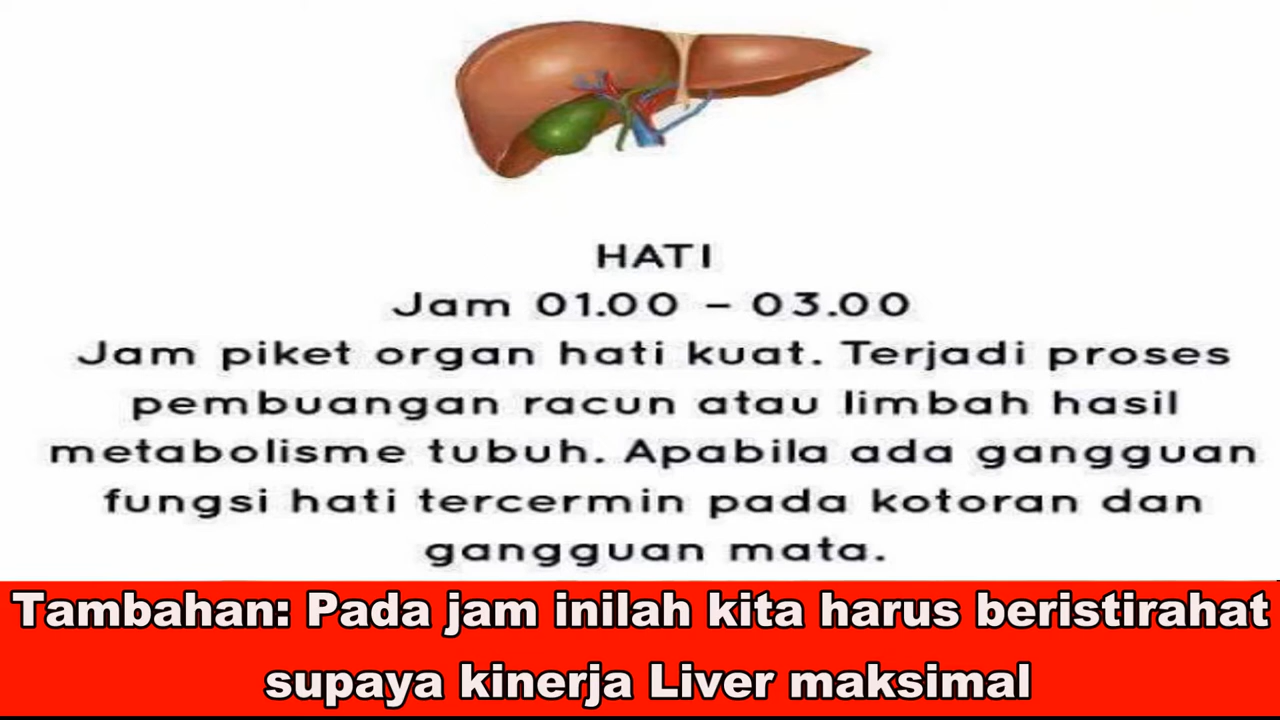 HATI
Jam 01.00 – 03.00
Jam piket organ hati kuat. Terjadi proses
pembuangan racun atau limbah hasil
metabolisme tubuh. Apabila ada gangguan
fungsi hati tercermin pada kotoran dan
gangguan mata.
Tambahan: Pada jam inilah kita harus beristirahat
supaya kinerja Liver maksimal